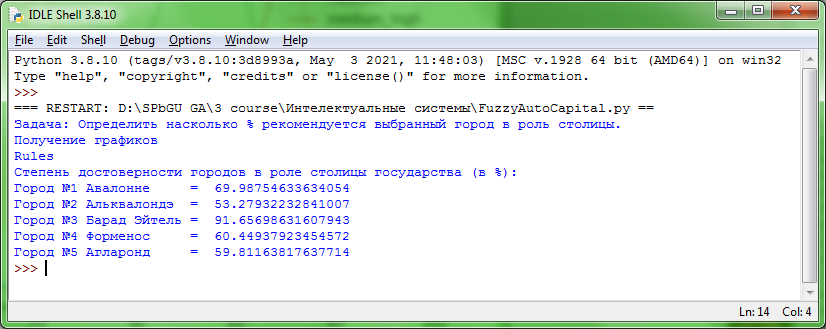 median_high
IDLE Shell 3.8.10
File Edit Shell Debug Options Window Help
Python 3.8.10 (tags/v3.8.10:3d8993a, May  3 2021, 11:48:03) [MSC v.1928 64 bit (AMD64)] on win32
Type "help", "copyright", "credits" or "license()" for more information.
>>>
=== RESTART: D:\SPbGU GA\3 course\Интелектуальные системы\FuzzyAutoCapital.py ==
Задача: Определить насколько % рекомендуется выбранный город в роль столицы.
Получение графиков
Rules
Степень достоверности городов в роле столицы государства (в %):
Город №1 Авалонне     =  69.98754633634054
Город №2 Альквалондэ  =  53.27932232841007
Город №3 Барад Эйтель =  91.65698631607943
Город №4 Форменос     =  60.44937923454572
Город №5 Агларонд     =  59.81163817637714
>>>
Ln: 14 Col: 4